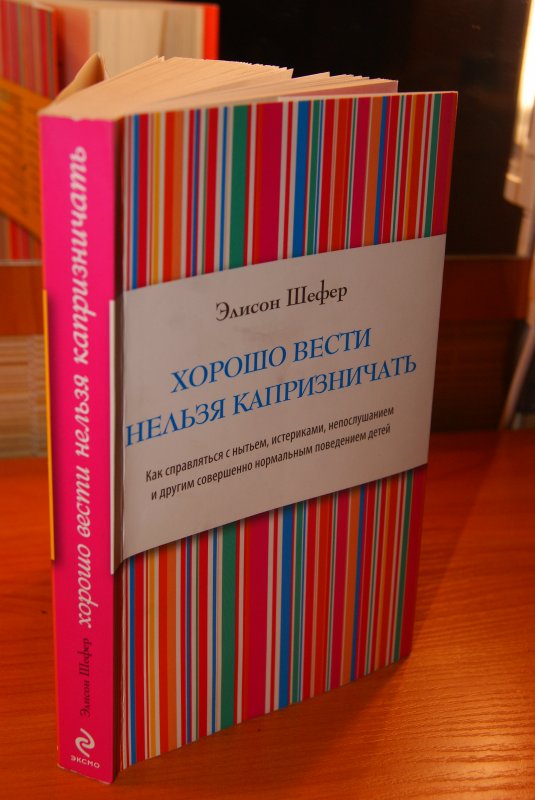 Элисон Шефер
ХОРОШО ВЕСТИ
НЕЛЬЗЯ КАПРИЗНИЧАТЬ
Как справляться с нытьем, истериками, непослушанием
и другим совершенно нормальным поведением детей
Элисон Шефер хорошо вести нельзя капризничать
ЭКСМО